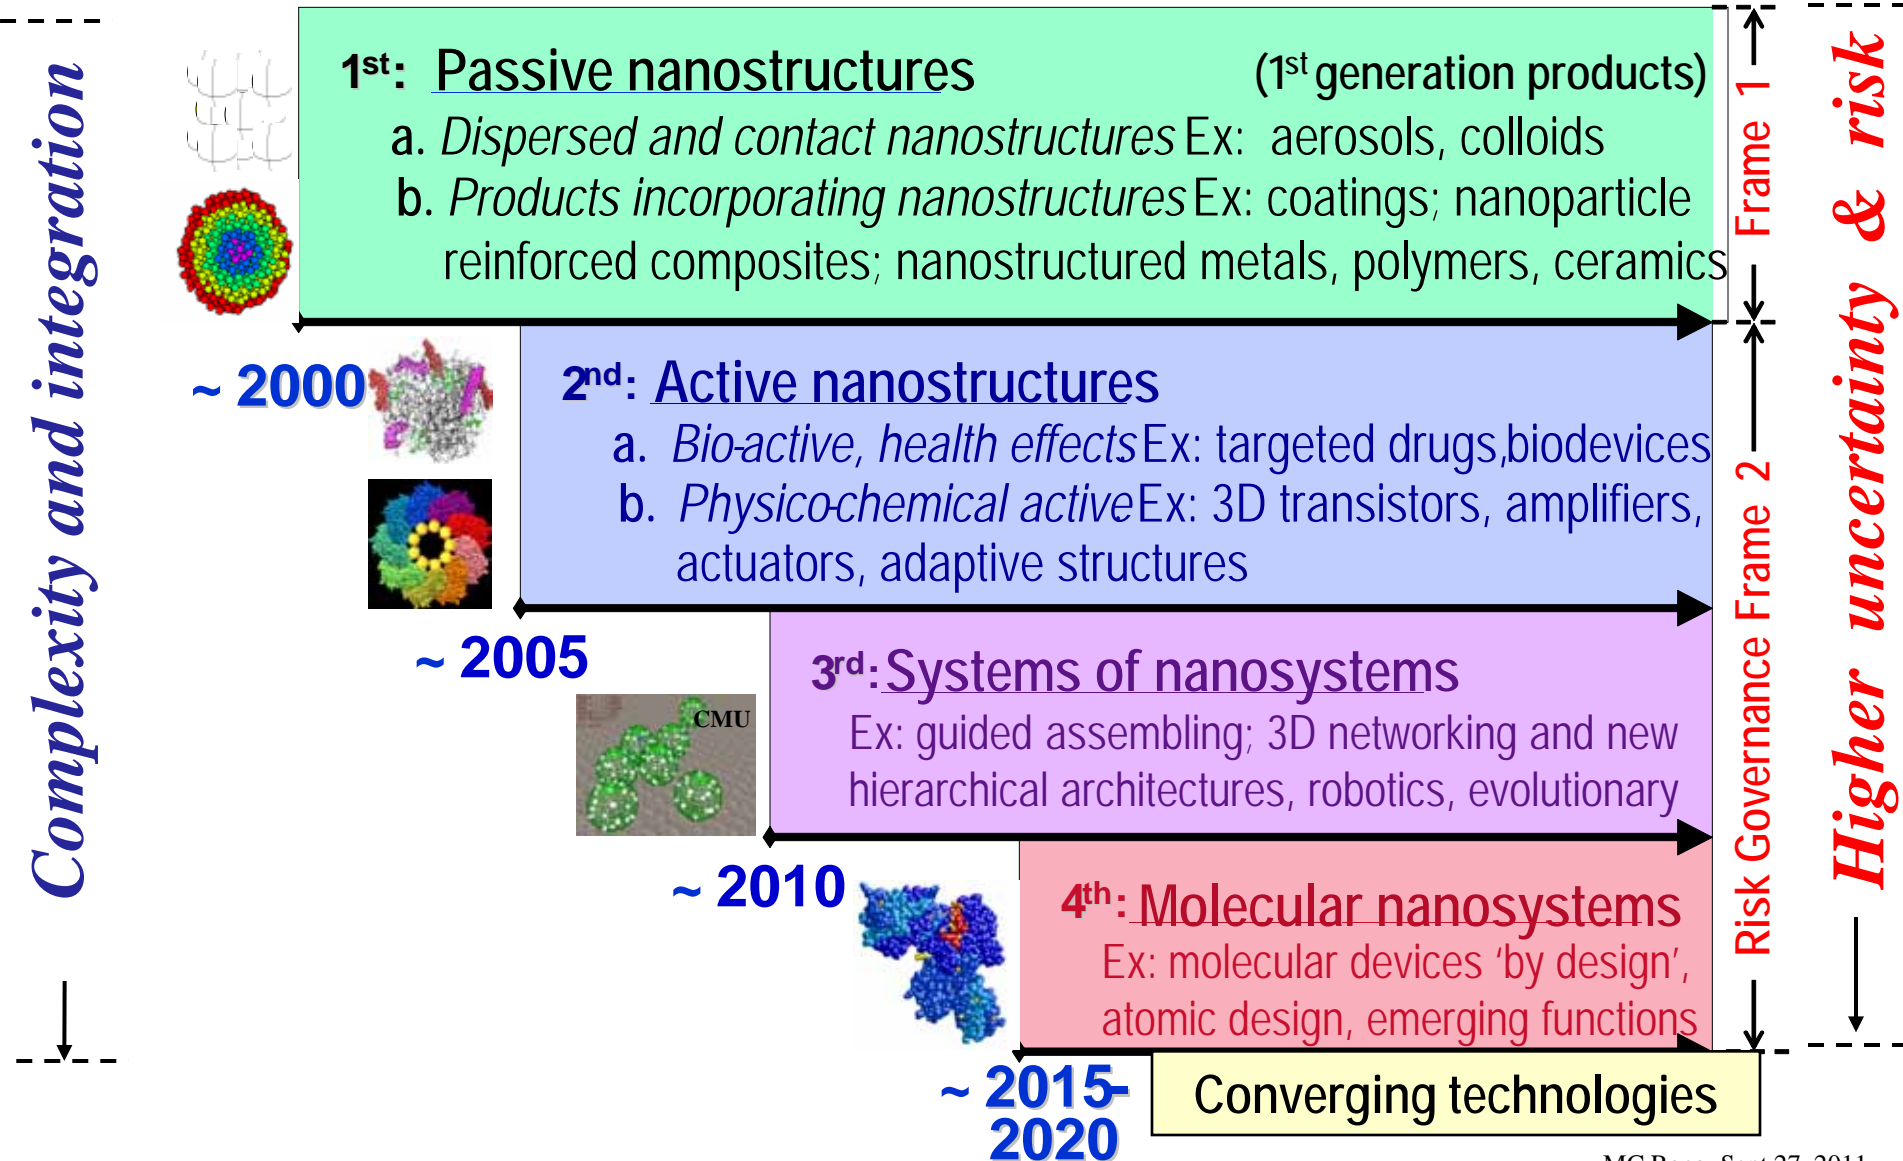 Complexity and integration
1st: Passive nanostructures (1st generation products)
a. Dispersed and contact nanostructures Ex: aerosols, colloids
b. Products incorporating nanostructures Ex: coatings; nanoparticle
reinforced composites; nanostructured metals, polymers, ceramics
~ 2000
2nd: Active nanostructures
a. Bio-active, health effects. Ex: targeted drugs, biodevices
b. Physico-chemical active Ex: 3D transistors, amplifiers,
actuators, adaptive structures
~ 2005
CMU
3rd: Systems of nanosystems
Ex: guided assembling; 3D networking and new
hierarchical architectures, robotics, evolutionary
~ 2010
4th: Molecular nanosystems
Ex: molecular devices ‘by design’,
atomic design, emerging functions
~ 2015-
2020
Converging technologies
Frame 1
Risk Governance Frame 2
Higher uncertainty & risk
Sept 27, 2011